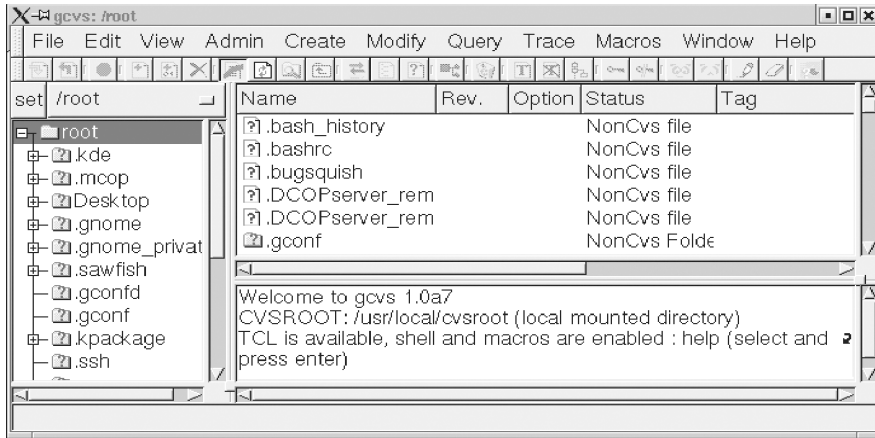 gcvs: /root
File Edit View Admin Create Modify Query Trace Macros Window Help
set /root
root
.kde
.mcop
Desktop
.gnome
.gnome_privat
.sawfish
.gconfd
.gconf
.kpackage
.ssh
Name Rev. Option Status Tag
.bash_history NonCvs file
.bashrc NonCvs file
.bugsquish NonCvs file
.DCOPserver_rem NonCvs file
.DCOPserver_rem NonCvs file
.gconf NonCvs Folde
Welcome to gcvs 1.0a7
CVSROOT: /usr/local/cvsroot (local mounted directory)
TCL is available, shell and macros are enabled : help (select and
press enter)